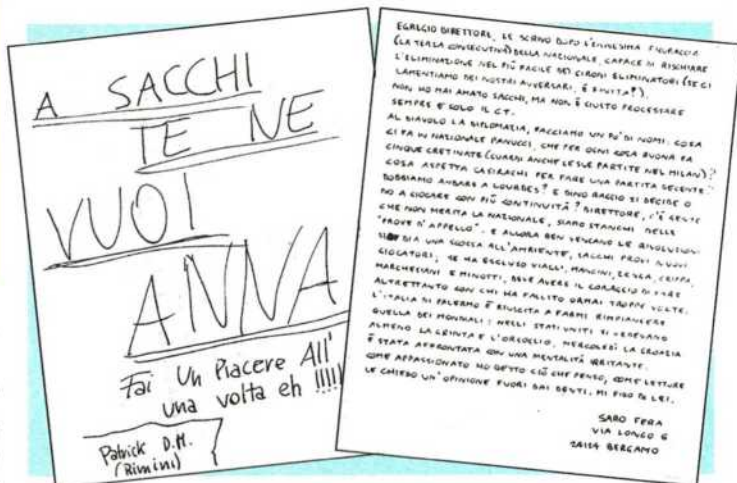 A SACCHI
TE NE
VUOI
ANNA
Fai Un Piacere All'
una volta eh !!!!!
Patrick D.M.
(Rimini)
EGREGIO DIRETTORE, LE SCRIVO DOPO L'ENNESIMA FIGURACCIA
(LA TERZA CONSECUTIVA) DELLA NAZIONALE, CAPACE DI RISCHIARE
L'ELIMINAZIONE NEL PIÙ FACILE DEI GIRONI ELIMINATORI (SE CI
LAMENTIAMO DEI NOSTRI AVVERSARI, È FINITA!).
NON HO MAI AMATO SACCHI, MA NON È GIUSTO PROCESSARE
SEMPRE E SOLO IL CT.
AL DIAVOLO LA DIPLOMAZIA, FACCIAMO UN PO' DI NOMI: COSA
CI FA IN NAZIONALE PANUCCI, CHE PER OGNI COSA BUONA FA
CINQUE CRETINATE (GUARDI ANCHE LE SUE PARTITE NEL MILAN)?
COSA ASPETTA CASIRAGHI PER FARE UNA PARTITA DECENTE?
DOBBIAMO ANDARE A LOURDES? E DINO BAGGIO SI DECIDE O
NO A GIOCARE CON PIÙ CONTINUITÀ? DIRETTORE, C'È GENTE
CHE NON MERITA LA NAZIONALE, SIAMO STANCHI DELLE
"PROVE D'APPELLO". E ALLORA BEN VENGANO LE RIVOLUZIONI
SI DIA UNA SCOSSA ALL'AMBIENTE, SACCHI PROVI NUOVI
GIOCATORI; SE HA ESCLUSO VIALLI, MANCINI, ZENGA, CRIPPA,
MARCHEGIANI E MINOTTI, DEVE AVERE IL CORAGGIO DI FARE
ALTRETTANTO CON CHI HA FALLITO ORMAI TROPPE VOLTE.
L'ITALIA DI PALERMO È RIUSCITA A FARMI RIMPIANGERE
QUELLA DEI MONDIALI: NEGLI STATI UNITI SI VEDEVANO
ALMENO LA GRINTA E L'ORGOGLIO, MERCOLEDÌ LA CROAZIA
È STATA AFFRONTATA CON UNA MENTALITÀ IRRITANTE.
COME APPASSIONATO HO DETTO CIÒ CHE PENSO, COME LETTORE
LE CHIEDO UN'OPINIONE FUORI DAI DENTI. MI FIDO DI LEI.
SARO FERA
VIA LONGO 6
24124 BERGAMO